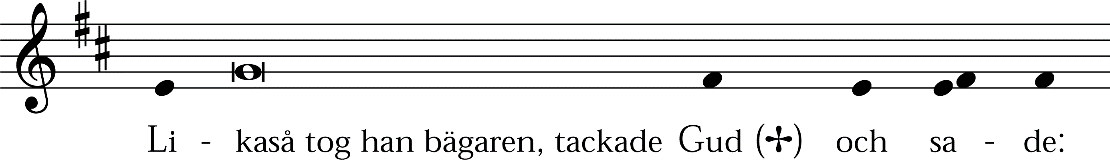 Li - kaså tog han bägaren, tackade Gud (✢) och sa - de: